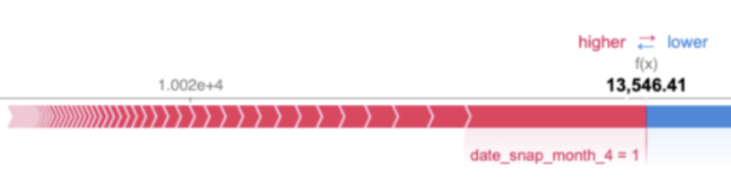 higher lower
f(x)
1.002e+4 13,546.41
date_snap_month_4 = 1